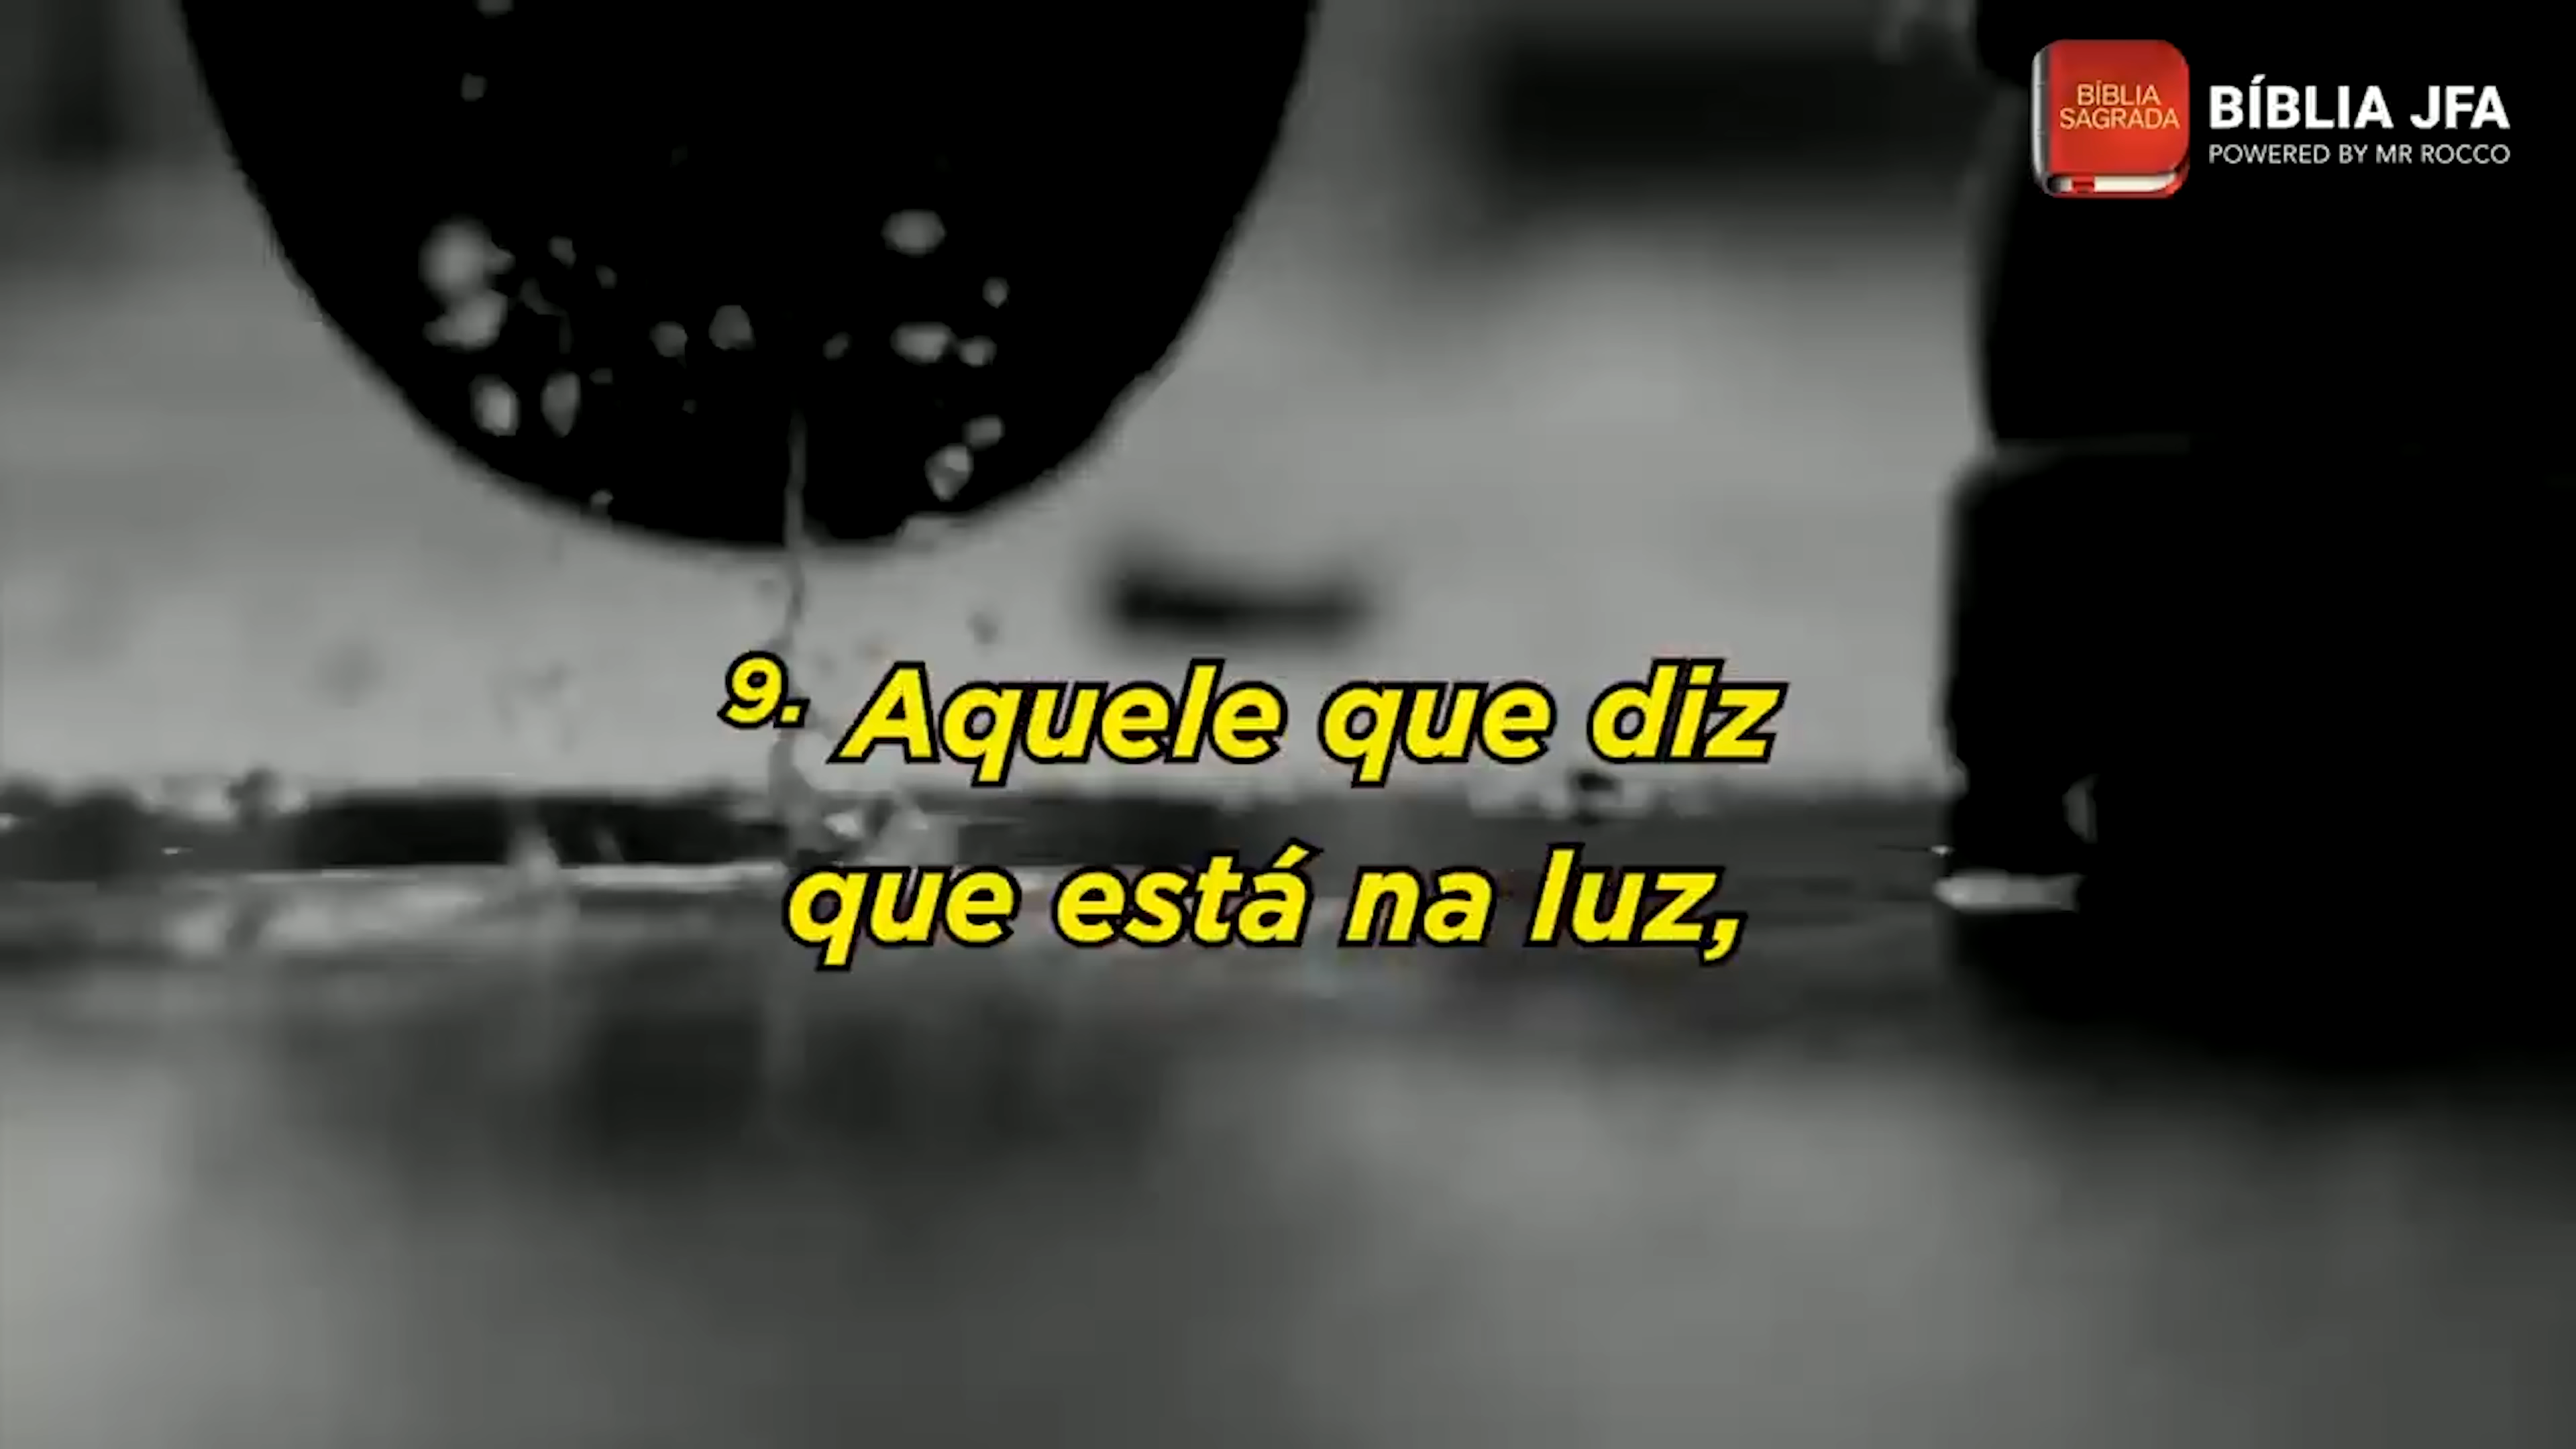 BÍBLIA
SAGRADA
BÍBLIA JFA
POWERED BY MR ROCCO
9. Aquele que diz
que está na luz,